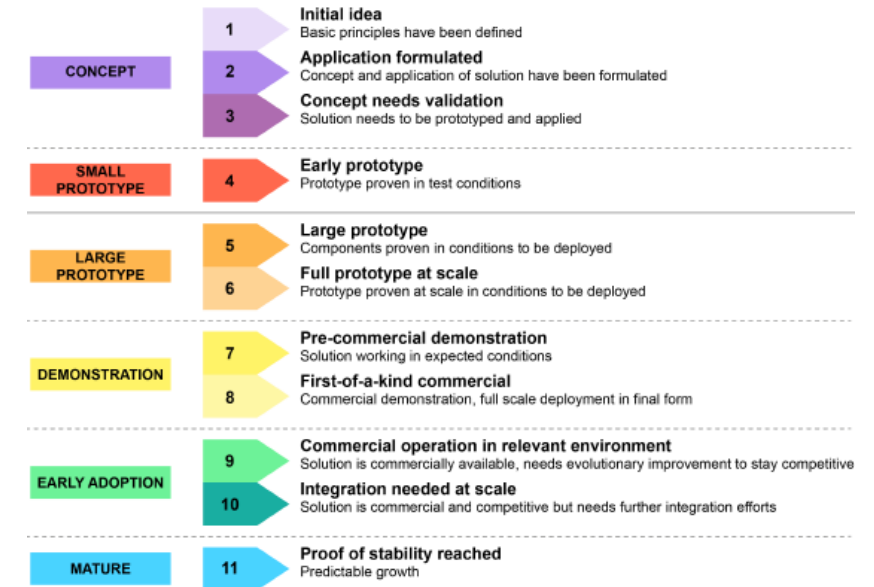 1
Initial idea
Basic principles have been defined
CONCEPT
2
Application formulated
Concept and application of solution have been formulated
3
Concept needs validation
Solution needs to be prototyped and applied
SMALL
PROTOTYPE
4
Early prototype
Prototype proven in test conditions
LARGE
PROTOTYPE
5
Large prototype
Components proven in conditions to be deployed
6
Full prototype at scale
Prototype proven at scale in conditions to be deployed
DEMONSTRATION
7
Pre-commercial demonstration
Solution working in expected conditions
8
First-of-a-kind commercial
Commercial demonstration, full scale deployment in final form
EARLY ADOPTION
9
Commercial operation in relevant environment
Solution is commercially available, needs evolutionary improvement to stay competitive
10
Integration needed at scale
Solution is commercial and competitive but needs further integration efforts
MATURE
11
Proof of stability reached
Predictable growth